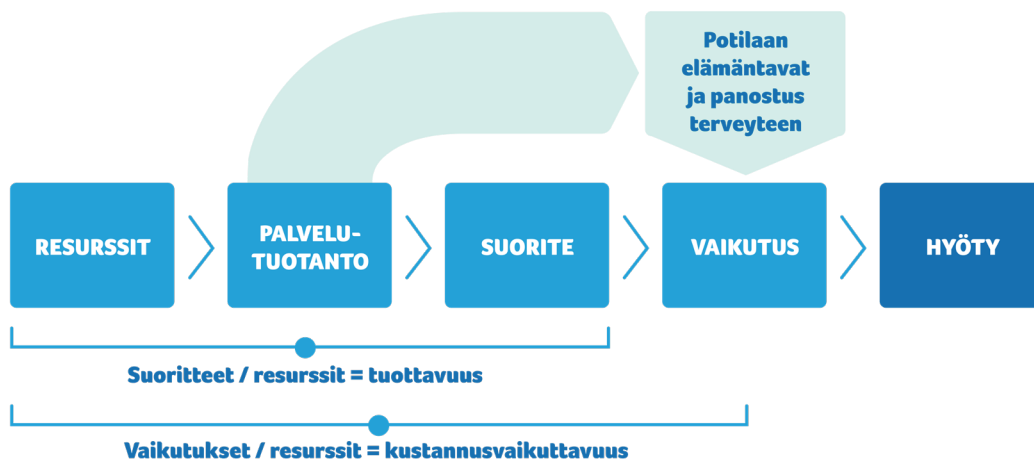 Potilaan
elämäntavat
ja panostus
terveyteen
RESURSSIT
PALVELU-
TUOTANTO
SUORITE
VAIKUTUS
HYÖTY
Suoritteet / resurssit = tuottavuus
Vaikutukset / resurssit = kustannusvaikuttavuus